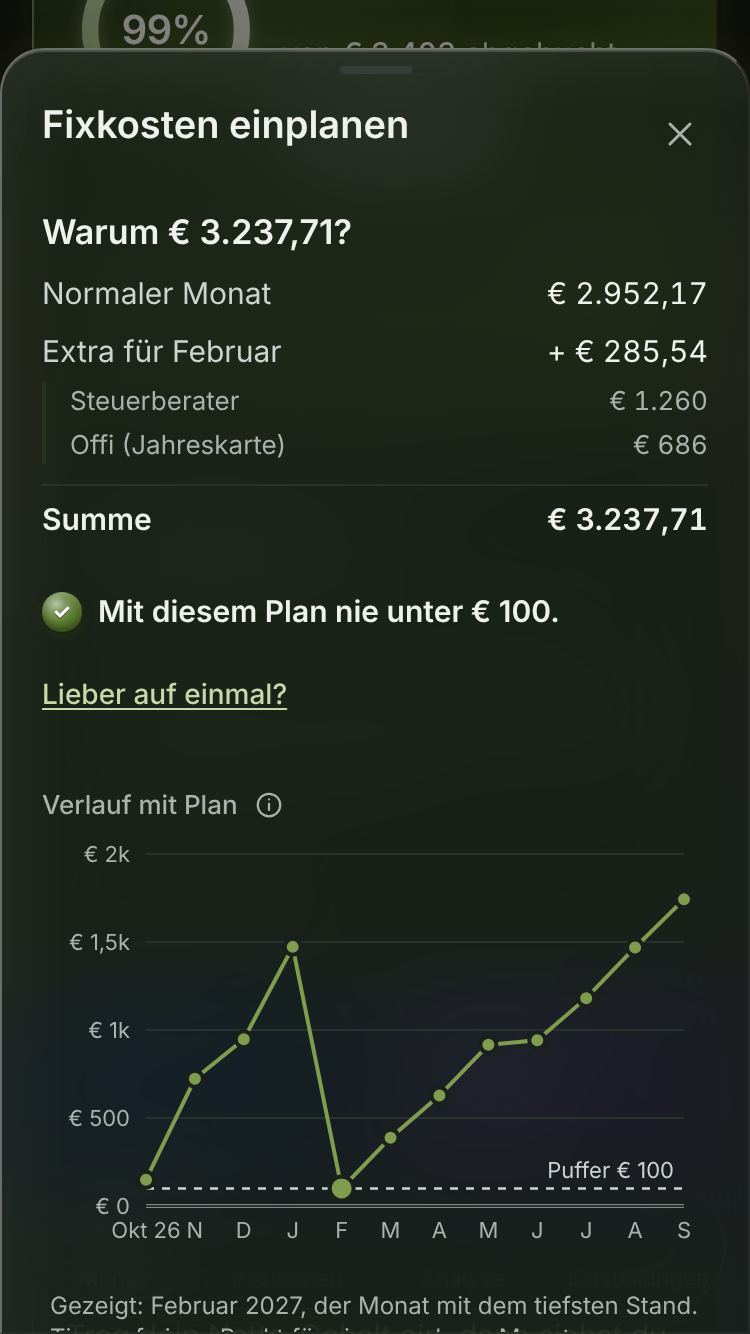 99%
Fixkosten einplanen
Warum € 3.237,71?
Normaler Monat € 2.952,17
Extra für Februar + € 285,54
Steuerberater € 1.260
Offi (Jahreskarte) € 686
Summe € 3.237,71
Mit diesem Plan nie unter € 100.
Lieber auf einmal?
Verlauf mit Plan
€ 2k
€ 1,5k
€ 1k
€ 500
Puffer € 100
€ 0
Okt 26 N D J F M A M J J A S
Gezeigt: Februar 2027, der Monat mit dem tiefsten Stand.